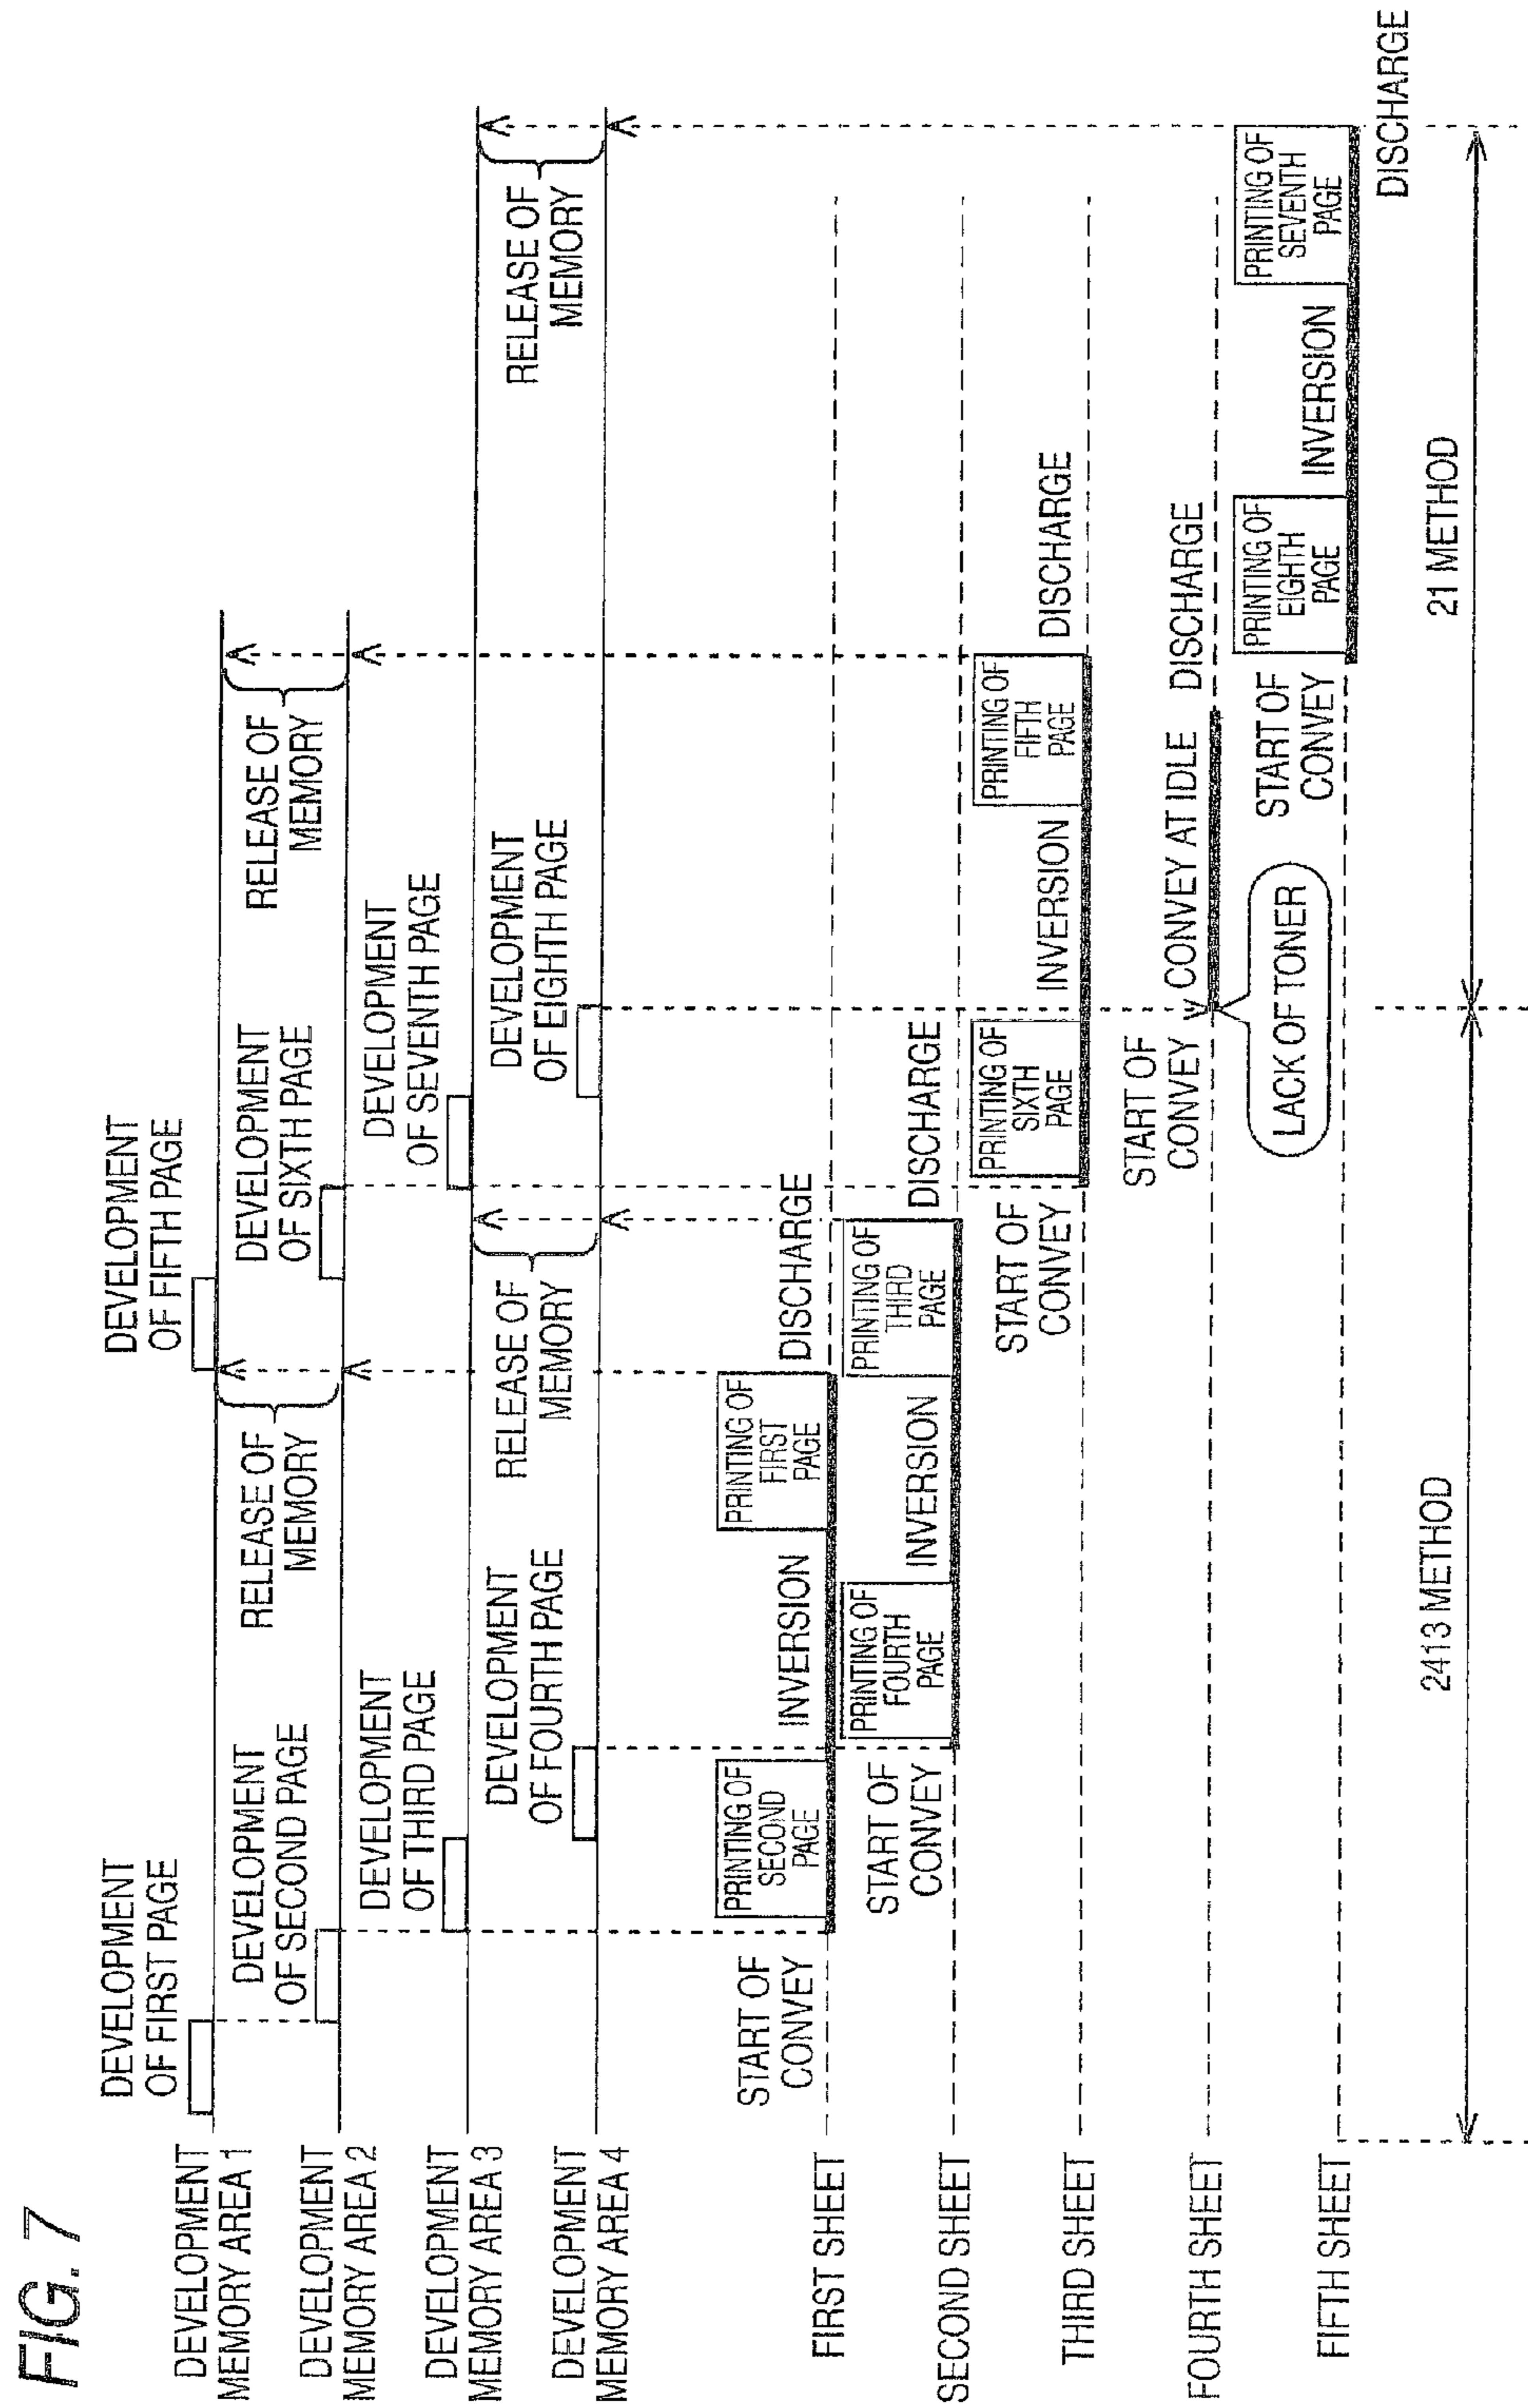 FIG. 7
DEVELOPMENT
OF FIRST PAGE
DEVELOPMENT
OF FIFTH PAGE
DEVELOPMENT
MEMORY AREA 1
DEVELOPMENT
OF SECOND PAGE
RELEASE OF
MEMORY
DEVELOPMENT
OF SIXTH PAGE
RELEASE OF
MEMORY
DEVELOPMENT
MEMORY AREA 2
DEVELOPMENT
OF THIRD PAGE
DEVELOPMENT
OF SEVENTH PAGE
DEVELOPMENT
MEMORY AREA 3
DEVELOPMENT
OF FOURTH PAGE
RELEASE OF
MEMORY
DEVELOPMENT
OF EIGHTH PAGE
RELEASE OF
MEMORY
DEVELOPMENT
MEMORY AREA 4
START OF
CONVEY
PRINTING OF
SECOND
PAGE
INVERSION
PRINTING OF
FIRST
PAGE
DISCHARGE
FIRST SHEET
START OF
CONVEY
PRINTING OF
FOURTH
PAGE
INVERSION
PRINTING OF
THIRD
PAGE
DISCHARGE
SECOND SHEET
START OF
CONVEY
PRINTING OF
SIXTH
PAGE
INVERSION
PRINTING OF
FIFTH
PAGE
DISCHARGE
THIRD SHEET
START OF
CONVEY
CONVEY AT IDLE
DISCHARGE
FOURTH SHEET
LACK OF TONER
START OF
CONVEY
PRINTING OF
EIGHTH
PAGE
INVERSION
PRINTING OF
SEVENTH
PAGE
DISCHARGE
FIFTH SHEET
2413 METHOD
21 METHOD